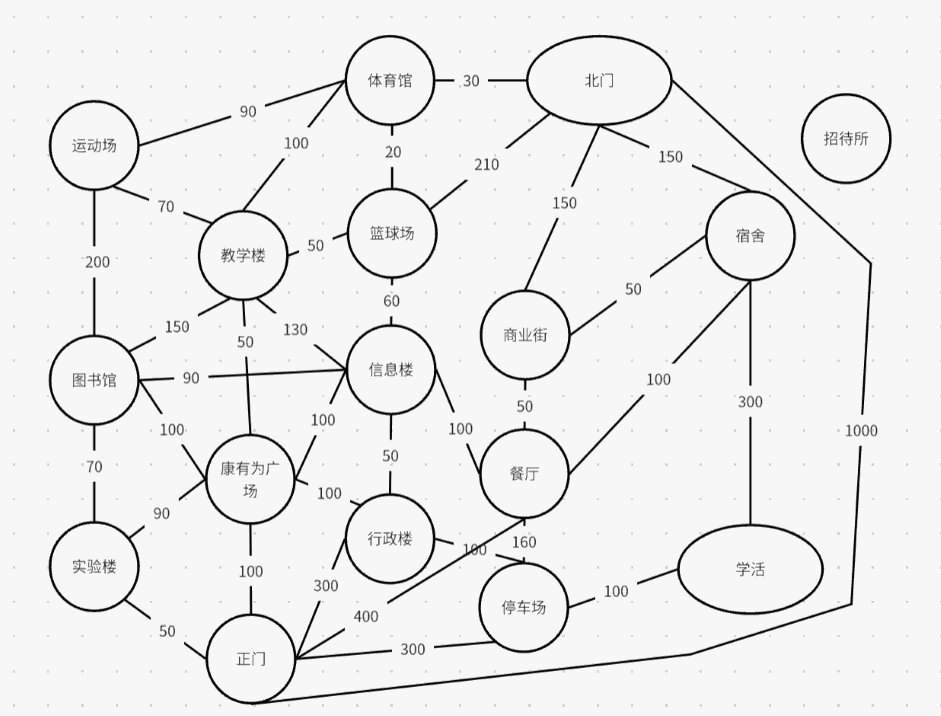 体育馆
30
北门
90
运动场
100
20
210
150
招待所
70
150
篮球场
宿舍
教学楼
50
200
50
60
150
130
商业街
50
信息楼
图书馆
90
100
300
50
100
100
100
1000
50
70
康有为广
场
餐厅
100
90
行政楼
100
160
实验楼
100
300
学活
100
停车场
400
50
300
正门